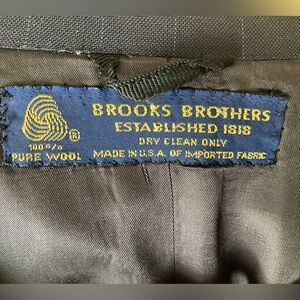 BROOKS BROTHERS
ESTABLISHED 1818
DRY CLEAN ONLY
MADE IN U.S.A. OF IMPORTED FABRIC
®
100%
PURE WOOL